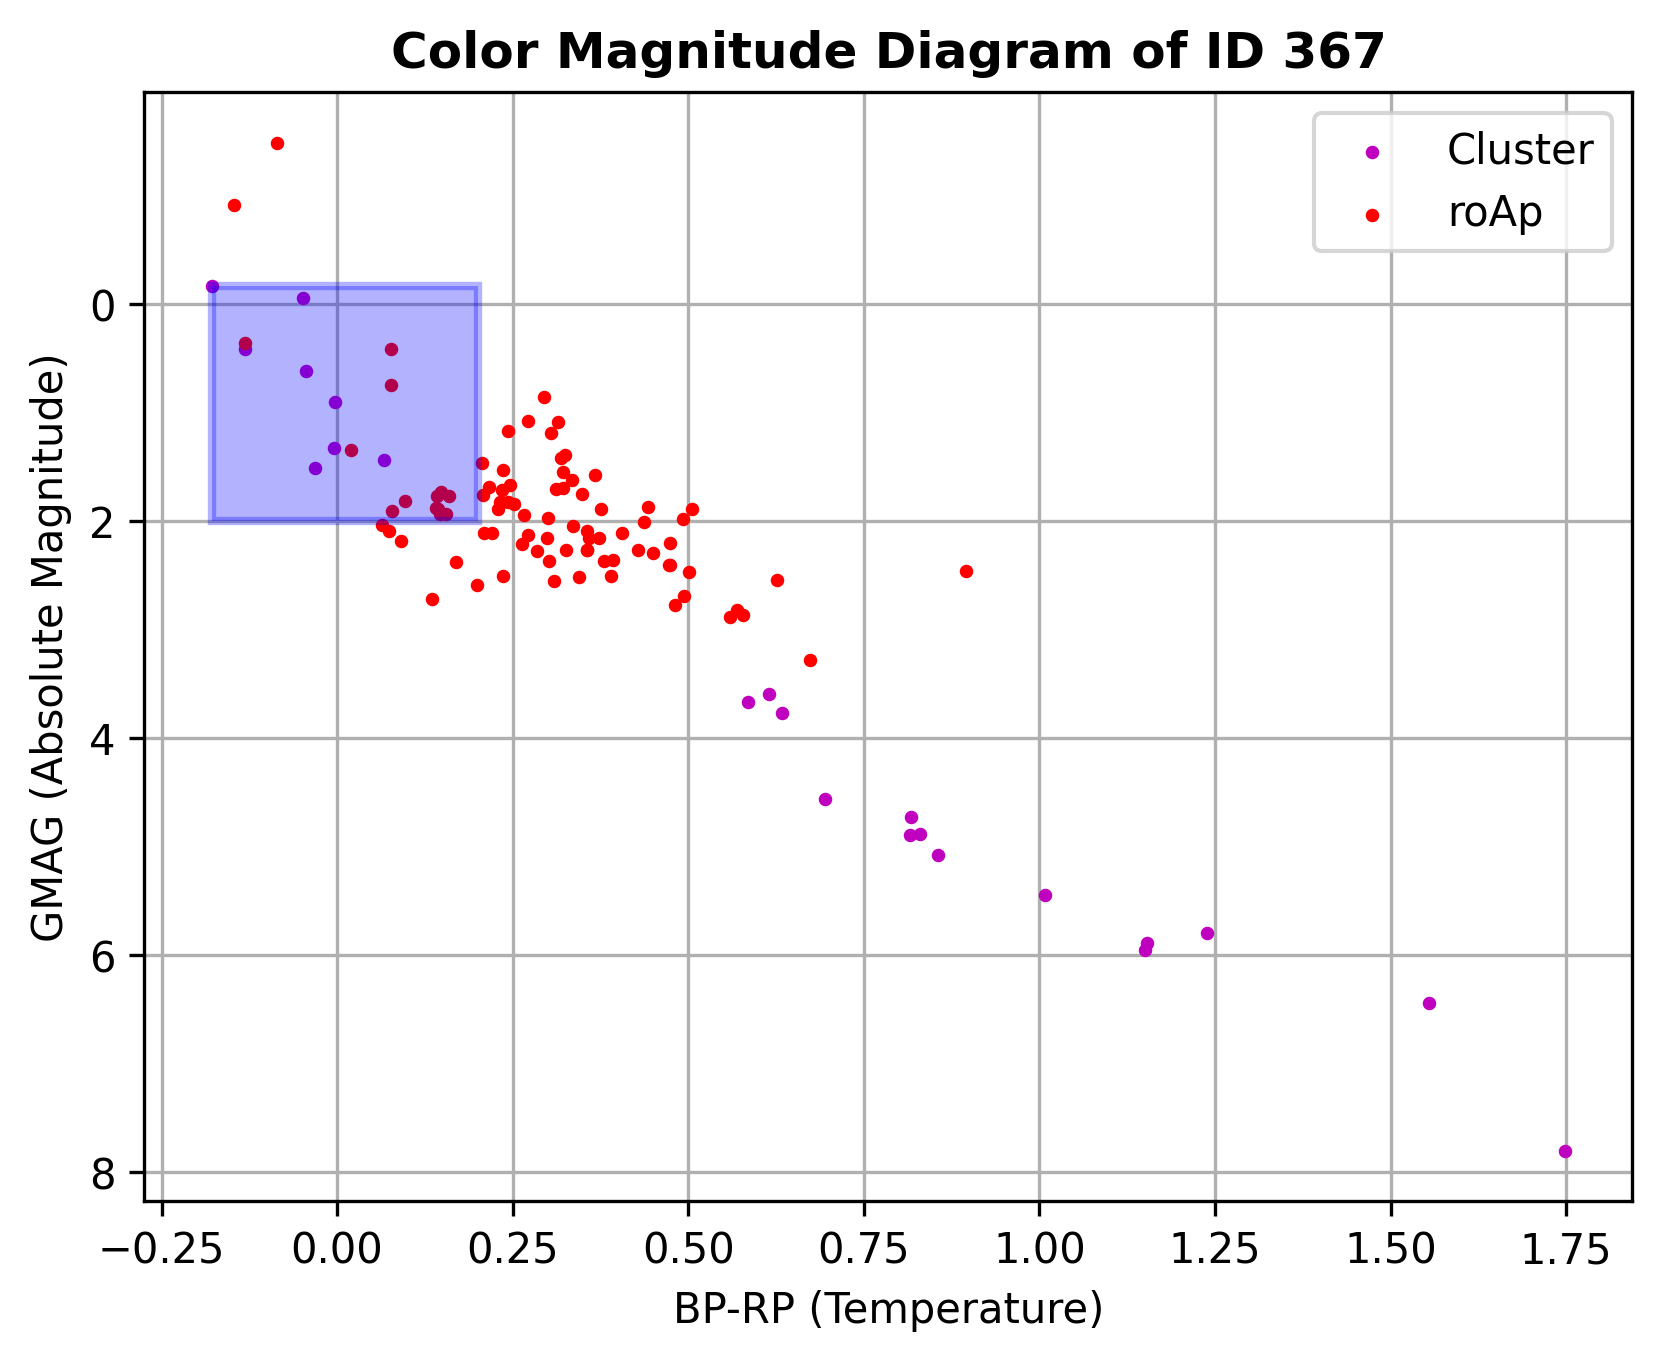 Color Magnitude Diagram of ID 367
Cluster
roAp
GMAG (Absolute Magnitude)
0
2
4
6
8
−0.25 0.00 0.25 0.50 0.75 1.00 1.25 1.50 1.75
BP-RP (Temperature)